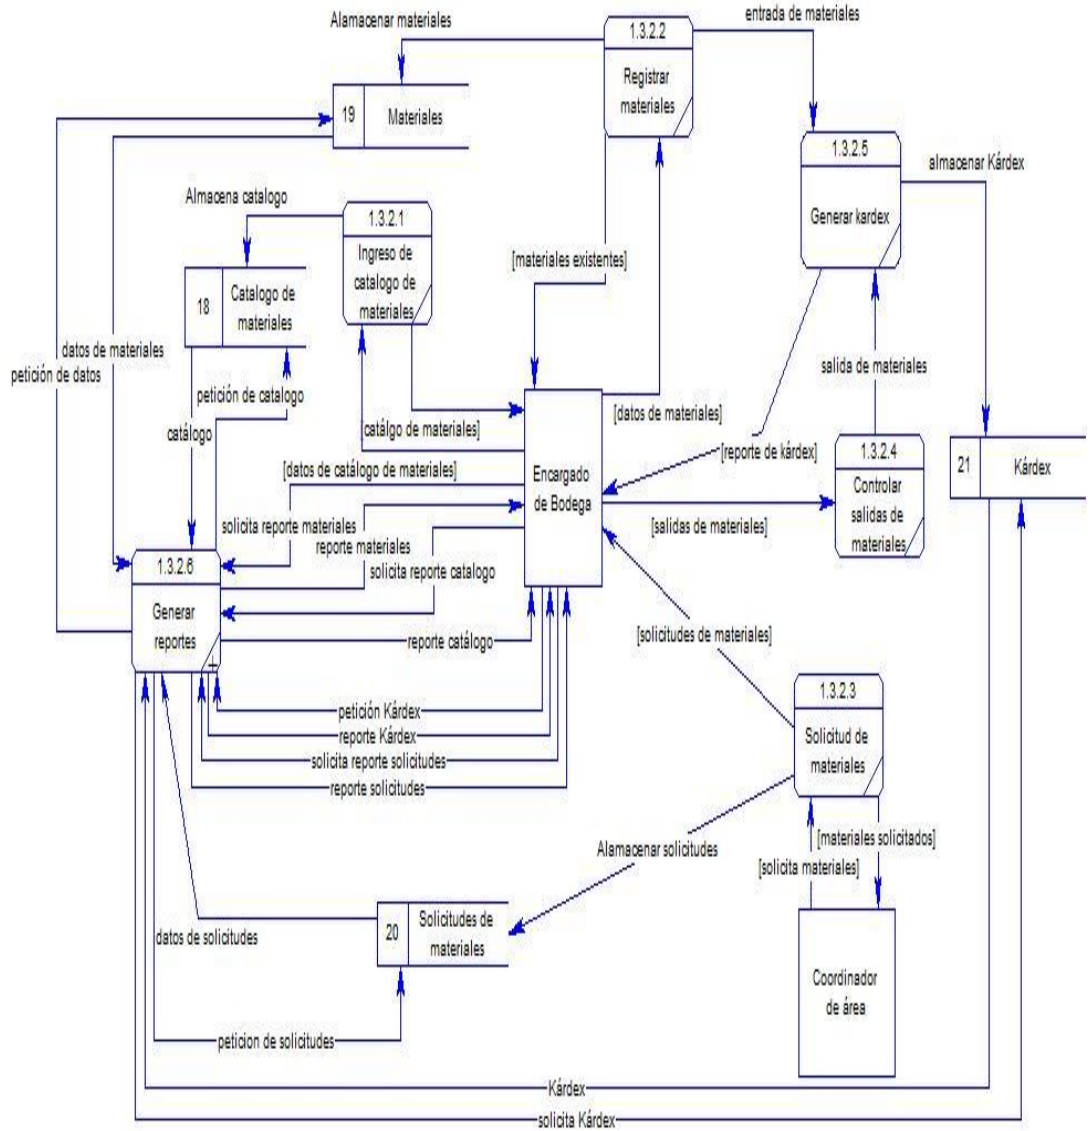 Alamacenar materiales
1.3.2.2
Registrar
materiales
entrada de materiales
19
Materiales
1.3.2.5
Generar kardex
almacenar Kárdex
Almacena catalogo
1.3.2.1
Ingreso de
catalogo de
materiales
[materiales existentes]
18
Catalogo de
materiales
datos de materiales
petición de datos
petición de catalogo
catálogo
salida de materiales
[datos de materiales]
catálgo de materiales]
[reporte de kárdex]
1.3.2.4
Controlar
salidas de
materiales
21
Kárdex
[datos de catálogo de materiales]
Encargado
de Bodega
[salidas de materiales]
solicita reporte materiales
reporte materiales
solicita reporte catalogo
1.3.2.6
Generar
reportes
reporte catálogo
[solicitudes de materiales]
1.3.2.3
Solicitud de
materiales
petición Kárdex
reporte Kárdex
solicita reporte solicitudes
reporte solicitudes
[materiales solicitados]
[solicita materiales]
Alamacenar solicitudes
20
Solicitudes de
materiales
datos de solicitudes
Coordinador
de área
peticion de solicitudes
Kárdex
solicita Kárdex